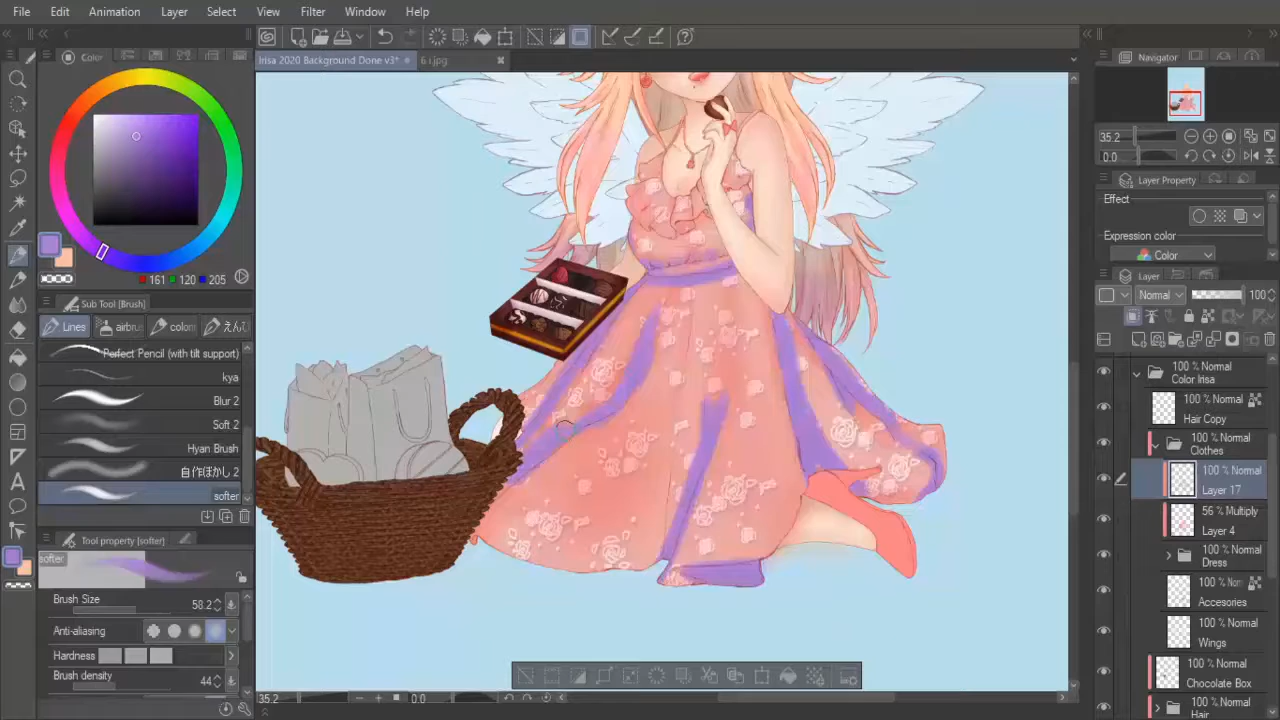 File Edit Animation Layer Select View Filter Window Help
Color
Irisa 2020 Background Done v3*
6 i.jpg
Navigator
35.2
0.0
Layer Property
Effect
Expression color
Color
Layer
Normal 100
161 120 205
Sub Tool [Brush]
Lines airbru colori えんぴ
Perfect Pencil (with tilt support)
kya
Blur 2
Soft 2
Hyan Brush
自作ぼかし 2
softer
Tool property [softer]
softer
Brush Size 58.2
Anti-aliasing
Hardness
Brush density 44
35.2 0.0
100 % Normal
Color Irisa
100 % Normal
Hair Copy
100 % Normal
Clothes
100 % Normal
Layer 17
56 % Multiply
Layer 4
100 % Normal
Dress
100 % Norr
Accesories
100 % Normal
Wings
100 % Normal
Chocolate Box
100 % Normal
Hair